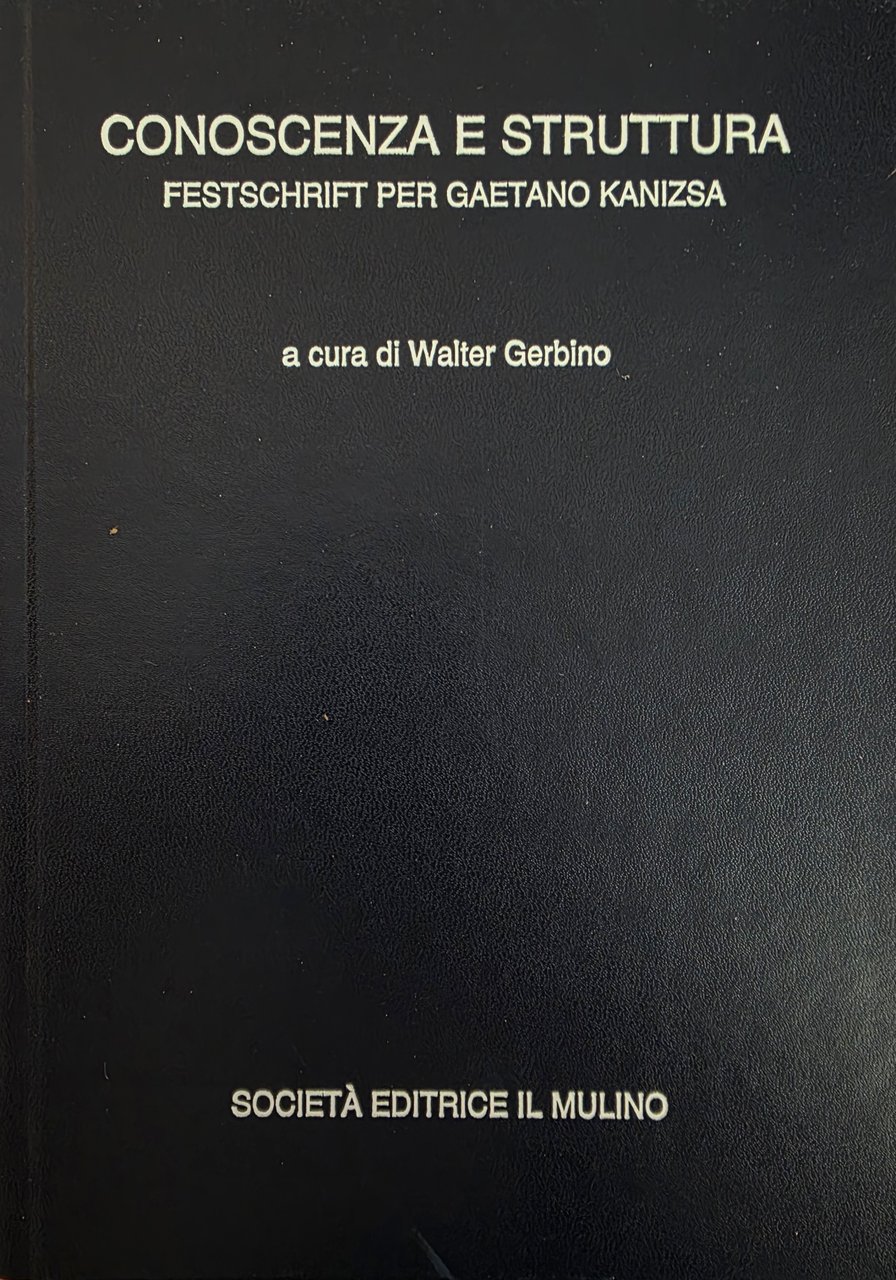 CONOSCENZA E STRUTTURA
FESTSCHRIFT PER GAETANO KANIZSA
a cura di Walter Gerbino
SOCIETÀ EDITRICE IL MULINO